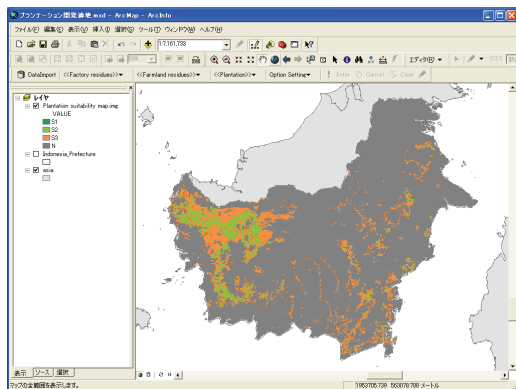 プランテーション開発適地.mxd - ArcMap - ArcInfo
ファイル(F) 編集(E) 表示(V) 挿入(I) 選択(S) ツール(T) ウィンドウ(W) ヘルプ(H)
1:7,161,733
エディタ(R)
DataImport <<Factory residues>> <<Farmland residues>> <<Plantation>> Option Setting Enter Cancel Clear
レイヤ
Plantation suitability map.img
VALUE
S1
S2
S3
N
Indonesia_Prefecture
asia
表示 ソース 選択
マップの全範囲を表示します。
1953705.739 563078.788 メートル